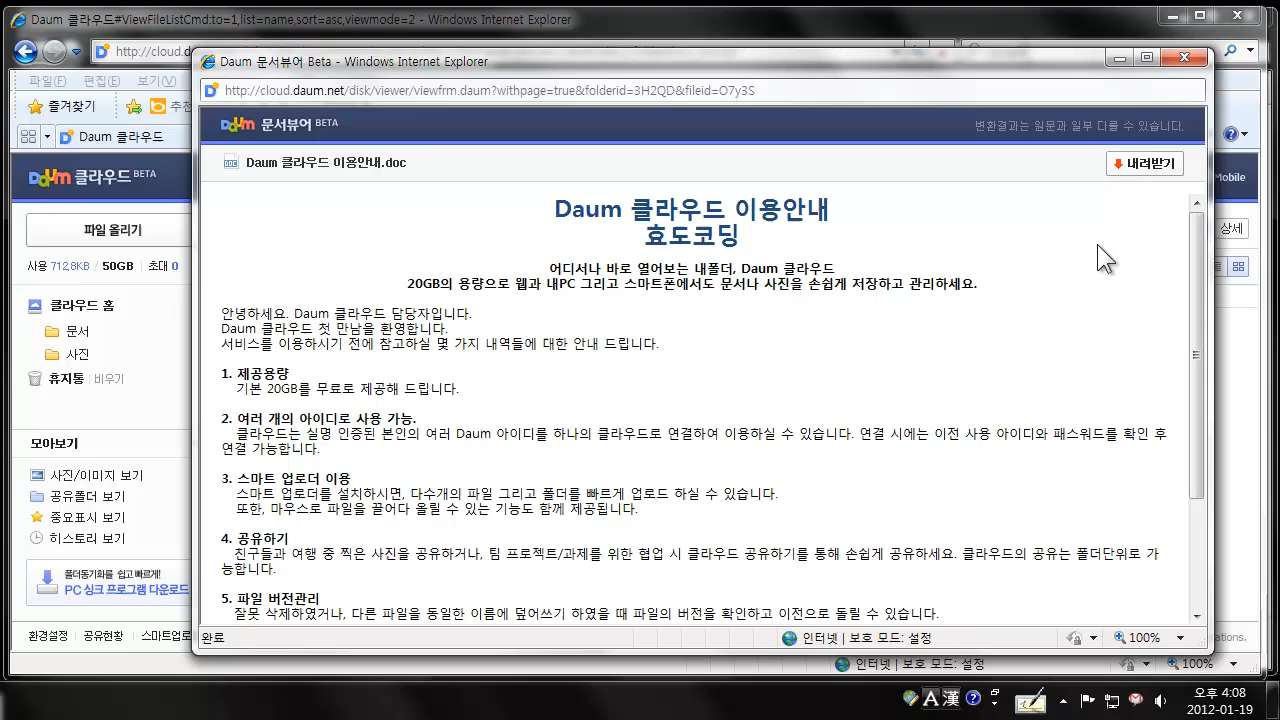 Daum 클라우드#ViewFileListCmd:to=1,list=name,sort=asc,viewmode=2 - Windows Internet Explorer
http://cloud.d
파일(F) 편집(E) 보기(V)
즐겨찾기 추천
Daum 클라우드
Daum 클라우드 BETA
Mobile
파일 올리기
상세
사용 712.8KB / 50GB 초대 0
클라우드 홈
문서
사진
휴지통 비우기
모아보기
사진/이미지 보기
공유폴더 보기
중요표시 보기
히스토리 보기
폴더동기화를 쉽고 빠르게!
PC 싱크 프로그램 다운로드
환경설정 공유현황 스마트업로
ations.
Daum 문서뷰어 Beta - Windows Internet Explorer
http://cloud.daum.net/disk/viewer/viewfrm.daum?withpage=true&folderid=3H2QD&fileid=O7y3S
Daum 문서뷰어 BETA
변환결과는 원문과 일부 다를 수 있습니다.
DOC Daum 클라우드 이용안내.doc
내려받기
Daum 클라우드 이용안내
효도코딩
어디서나 바로 열어보는 내폴더, Daum 클라우드
20GB의 용량으로 웹과 내PC 그리고 스마트폰에서도 문서나 사진을 손쉽게 저장하고 관리하세요.
안녕하세요. Daum 클라우드 담당자입니다.
Daum 클라우드 첫 만남을 환영합니다.
서비스를 이용하시기 전에 참고하실 몇 가지 내역들에 대한 안내 드립니다.
1. 제공용량
기본 20GB를 무료로 제공해 드립니다.
2. 여러 개의 아이디로 사용 가능.
클라우드는 실명 인증된 본인의 여러 Daum 아이디를 하나의 클라우드로 연결하여 이용하실 수 있습니다. 연결 시에는 이전 사용 아이디와 패스워드를 확인 후
연결 가능합니다.
3. 스마트 업로더 이용
스마트 업로더를 설치하시면, 다수개의 파일 그리고 폴더를 빠르게 업로드 하실 수 있습니다.
또한, 마우스로 파일을 끌어다 올릴 수 있는 기능도 함께 제공됩니다.
4. 공유하기
친구들과 여행 중 찍은 사진을 공유하거나, 팀 프로젝트/과제를 위한 협업 시 클라우드 공유하기를 통해 손쉽게 공유하세요. 클라우드의 공유는 폴더단위로 가
능합니다.
5. 파일 버전관리
잘못 삭제하였거나, 다른 파일을 동일한 이름에 덮어쓰기 하였을 때 파일의 버전을 확인하고 이전으로 돌릴 수 있습니다.
완료
인터넷 | 보호 모드: 설정
100%
인터넷 | 보호 모드: 설정
100%
A 漢
오후 4:08
2012-01-19